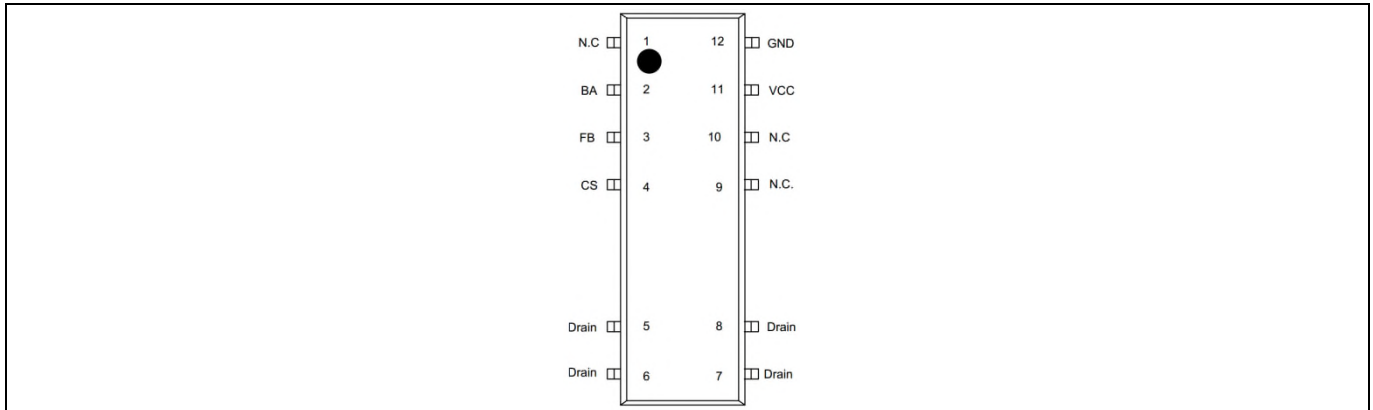 N.C 1 12 GND
BA 2 11 VCC
FB 3 10 N.C
CS 4 9 N.C.
Drain 5 8 Drain
Drain 6 7 Drain